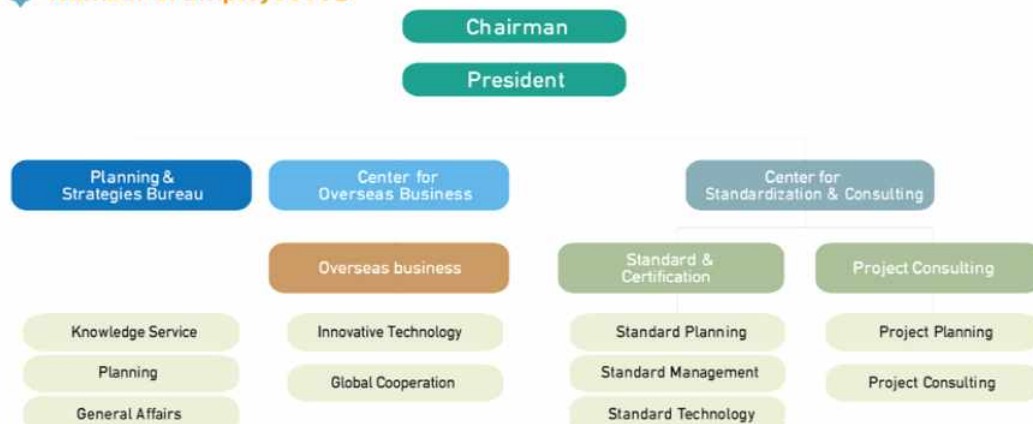 Chairman
President
Planning &
Strategies Bureau
Center for
Overseas Business
Center for
Standardization & Consulting
Overseas business
Standard &
Certification
Project Consulting
Knowledge Service
Innovative Technology
Standard Planning
Project Planning
Planning
Global Cooperation
Standard Management
Project Consulting
General Affairs
Standard Technology